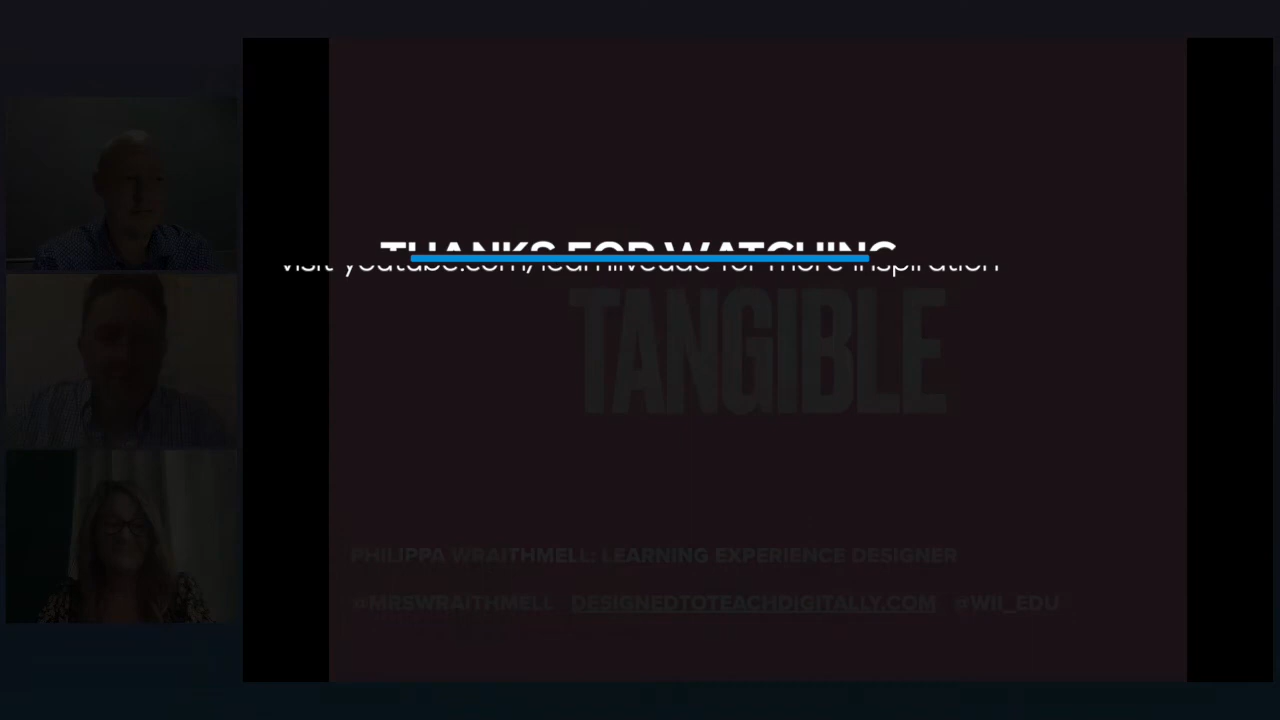 THANKS FOR WATCHING
visit youtube.com/learnliveuae for more inspiration
TANGIBLE
PHILIPPA WRAITHMELL: LEARNING EXPERIENCE DESIGNER
@MRSWRAITHMELL DESIGNEDTOTEACHDIGITALLY.COM @WII_EDU